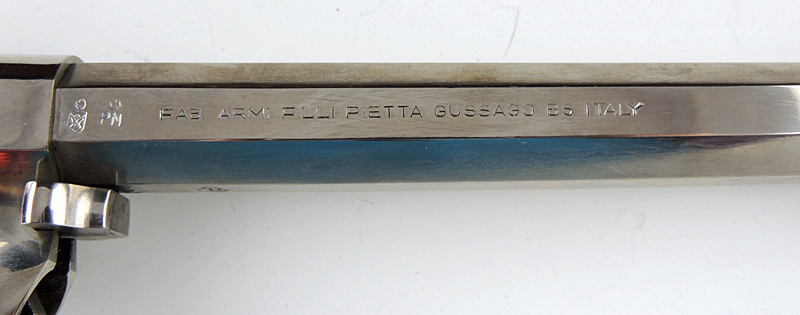 PN FAB. ARMI FILLI PIETTA GUSSAGO BS ITALY